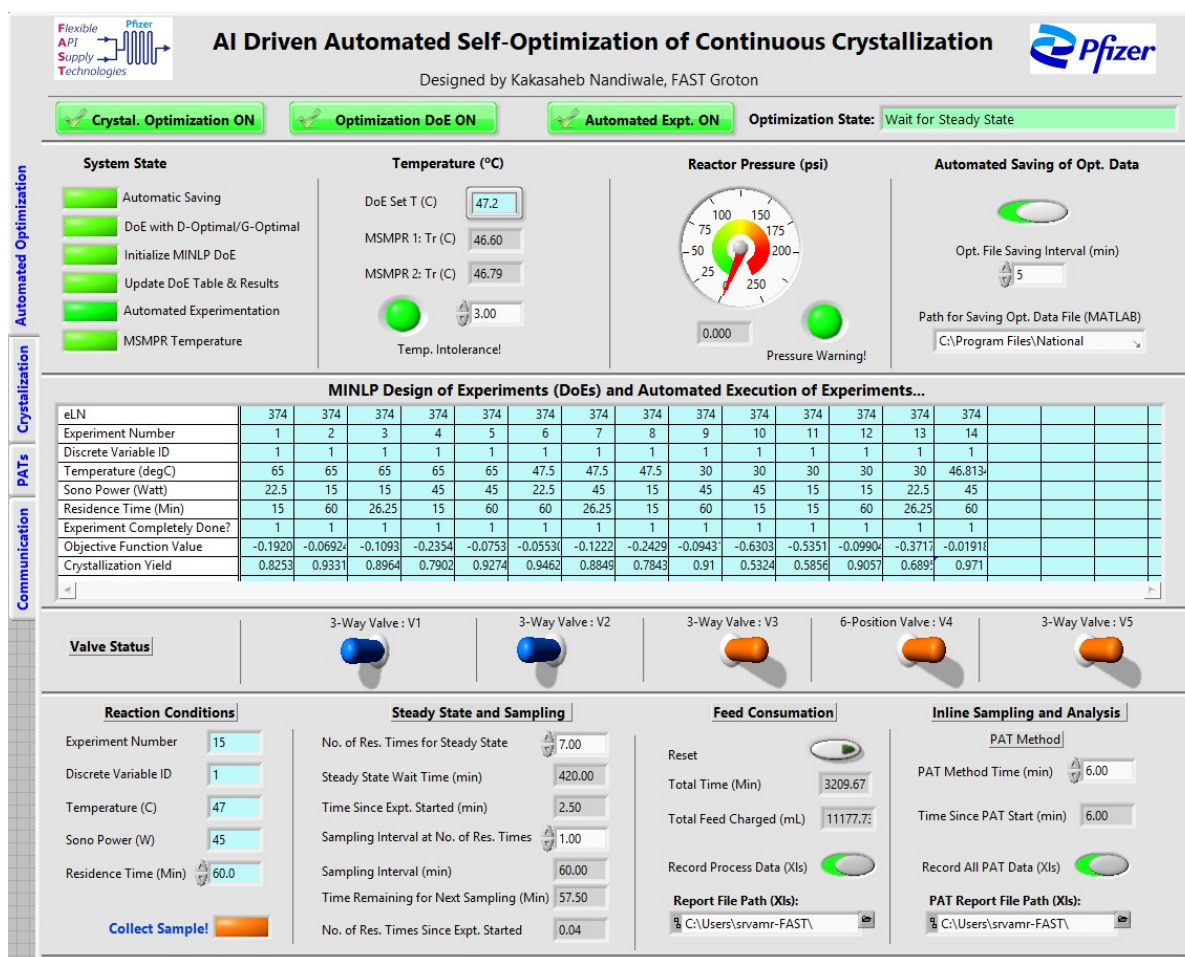 Flexible Pfizer
API
Supply
Technologies
AI Driven Automated Self-Optimization of Continuous Crystallization
Pfizer
Designed by Kakasaheb Nandiwale, FAST Groton
Crystal. Optimization ON
Optimization DoE ON
Automated Expt. ON
Optimization State: Wait for Steady State
Automated Optimization
Crystalization
PATs
Communication
System State
Automatic Saving
DoE with D-Optimal/G-Optimal
Initialize MINLP DoE
Update DoE Table & Results
Automated Experimentation
MSMPR Temperature
Temperature (ºC)
DoE Set T (C) 47.2
MSMPR 1: Tr (C) 46.60
MSMPR 2: Tr (C) 46.79
3.00
Temp. Intolerance!
Reactor Pressure (psi)
0 25 50 75 100 150 175 200 250
0.000
Pressure Warning!
Automated Saving of Opt. Data
Opt. File Saving Interval (min)
5
Path for Saving Opt. Data File (MATLAB)
C:\Program Files\National
MINLP Design of Experiments (DoEs) and Automated Execution of Experiments...
eLN 374 374 374 374 374 374 374 374 374 374 374 374 374 374
Experiment Number 1 2 3 4 5 6 7 8 9 10 11 12 13 14
Discrete Variable ID 1 1 1 1 1 1 1 1 1 1 1 1 1 1
Temperature (degC) 65 65 65 65 65 47.5 47.5 47.5 30 30 30 30 30 46.813
Sono Power (Watt) 22.5 15 15 45 45 22.5 45 15 45 45 15 15 22.5 45
Residence Time (Min) 15 60 26.25 15 60 60 26.25 15 60 15 15 60 26.25 60
Experiment Completely Done? 1 1 1 1 1 1 1 1 1 1 1 1 1 1
Objective Function Value -0.1920 -0.0692 -0.1093 -0.2354 -0.0753 -0.0553 -0.1222 -0.2429 -0.0943 -0.6303 -0.5351 -0.0990 -0.3717 -0.0191
Crystallization Yield 0.8253 0.9331 0.8964 0.7902 0.9274 0.9462 0.8849 0.7843 0.91 0.5324 0.5856 0.9057 0.689 0.971
Valve Status
3-Way Valve : V1
3-Way Valve : V2
3-Way Valve : V3
6-Position Valve : V4
3-Way Valve : V5
Reaction Conditions
Experiment Number 15
Discrete Variable ID 1
Temperature (C) 47
Sono Power (W) 45
Residence Time (Min) 60.0
Collect Sample!
Steady State and Sampling
No. of Res. Times for Steady State 7.00
Steady State Wait Time (min) 420.00
Time Since Expt. Started (min) 2.50
Sampling Interval at No. of Res. Times 1.00
Sampling Interval (min) 60.00
Time Remaining for Next Sampling (Min) 57.50
No. of Res. Times Since Expt. Started 0.04
Feed Consumation
Reset
Total Time (Min) 3209.67
Total Feed Charged (mL) 11177.7
Record Process Data (Xls)
Report File Path (Xls):
C:\Users\srvamr-FAST\
Inline Sampling and Analysis
PAT Method
PAT Method Time (min) 6.00
Time Since PAT Start (min) 6.00
Record All PAT Data (Xls)
PAT Report File Path (Xls):
C:\Users\srvamr-FAST\